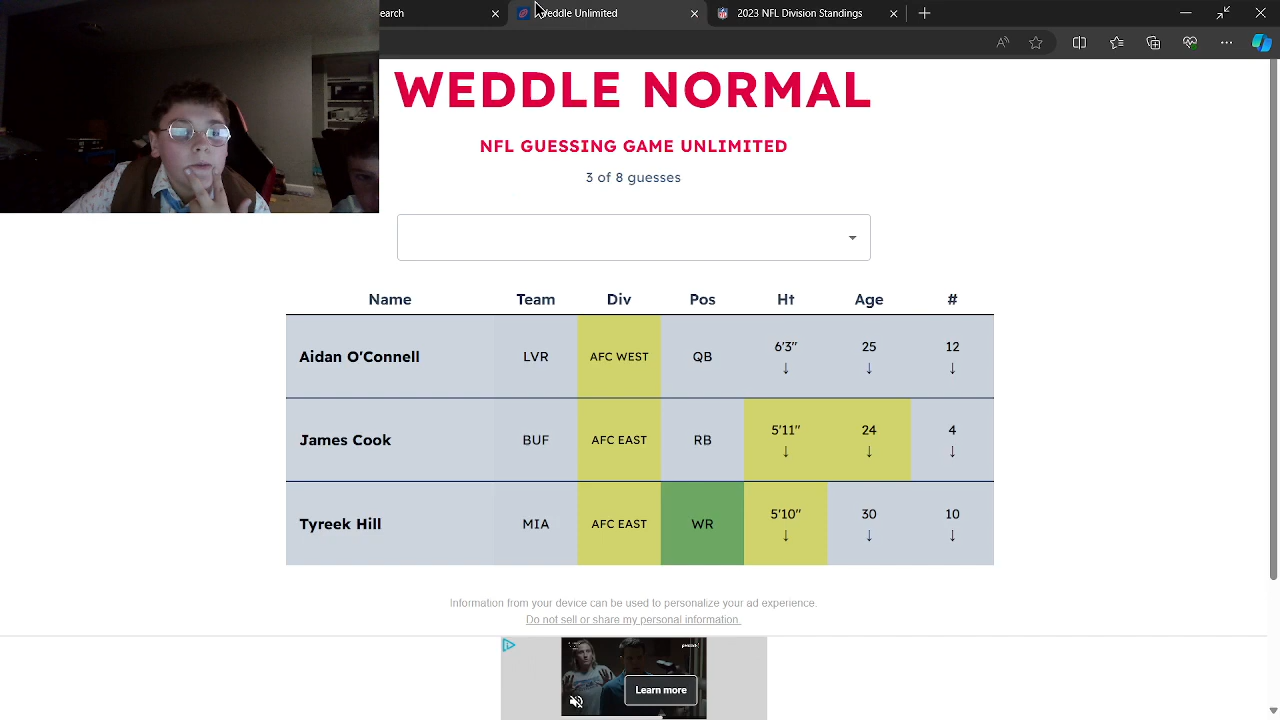 earch
Weddle Unlimited
2023 NFL Division Standings
WEDDLE NORMAL
NFL GUESSING GAME UNLIMITED
3 of 8 guesses
Name Team Div Pos Ht Age #
Aidan O'Connell LVR AFC WEST QB 6'3" ↓ 25 ↓ 12 ↓
James Cook BUF AFC EAST RB 5'11" ↓ 24 ↓ 4 ↓
Tyreek Hill MIA AFC EAST WR 5'10" ↓ 30 ↓ 10 ↓
Information from your device can be used to personalize your ad experience.
Do not sell or share my personal information.
Learn more